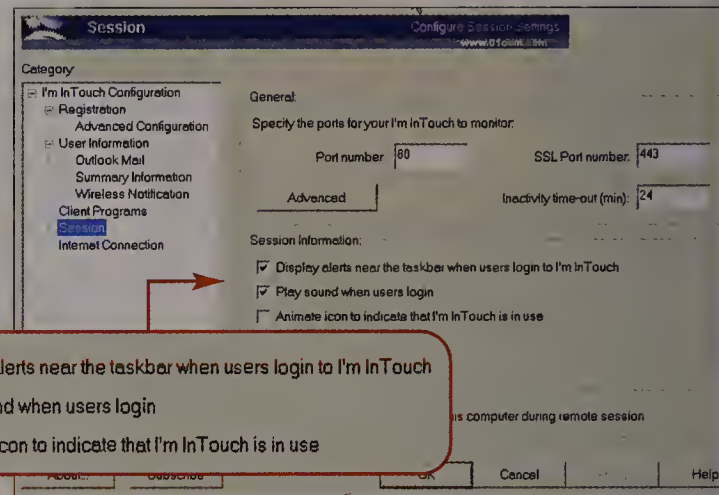 Session
Configure Session Settings
www.01com.com
Category
I'm InTouch Configuration
Registration
Advanced Configuration
User Information
Outlook Mail
Summary Information
Wireless Notification
Client Programs
Session
Internet Connection
General:
Specify the ports for your I'm InTouch to monitor:
Port number 80
SSL Port number: 443
Advanced
Inactivity time-out (min): 24
Session Information:
Display alerts near the taskbar when users login to I'm InTouch
Play sound when users login
Animate icon to indicate that I'm InTouch is in use
lerts near the taskbar when users login to I'm InTouch
nd when users login
con to indicate that I'm InTouch is in use
is computer during remote session
About...
Subscribe
OK
Cancel
Help